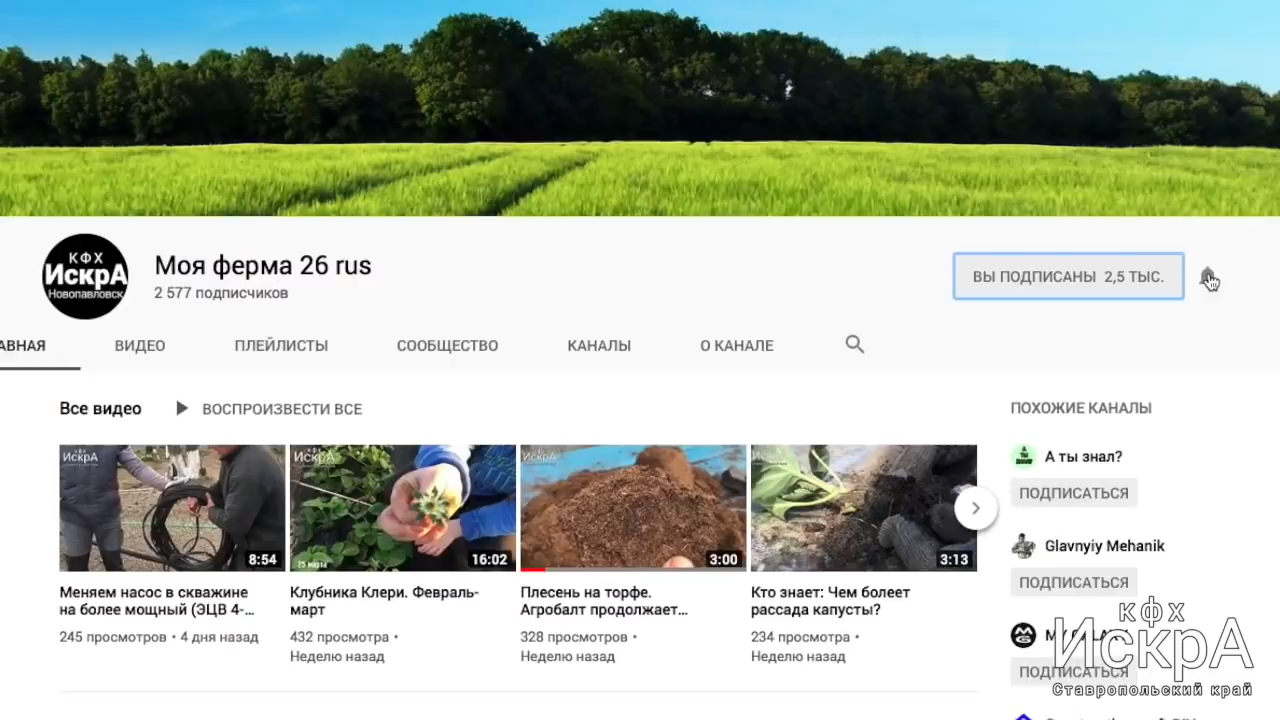 КФХ
ИскрА
Новопавловск
Моя ферма 26 rus
2 577 подписчиков
ВЫ ПОДПИСАНЫ 2,5 ТЫС.
АВНАЯ
ВИДЕО
ПЛЕЙЛИСТЫ
СООБЩЕСТВО
КАНАЛЫ
О КАНАЛЕ
Все видео
ВОСПРОИЗВЕСТИ ВСЕ
ПОХОЖИЕ КАНАЛЫ
КФХ
ИскрА
8:54
КФХ
ИскрА
25 марта
16:02
ИскрА
3:00
ИскрА
3:13
Меняем насос в скважине
на более мощный (ЭЦВ 4-...
245 просмотров • 4 дня назад
Клубника Клери. Февраль-
март
432 просмотра •
Неделю назад
Плесень на торфе.
Агробалт продолжает...
328 просмотров •
Неделю назад
Кто знает: Чем болеет
рассада капусты?
234 просмотра •
Неделю назад
А ты знал?
ПОДПИСАТЬСЯ
Glavnyiy Mehanik
ПОДПИСАТЬСЯ
ПОДПИСАТЬСЯ
КФХ
ИскрА
Ставропольский край